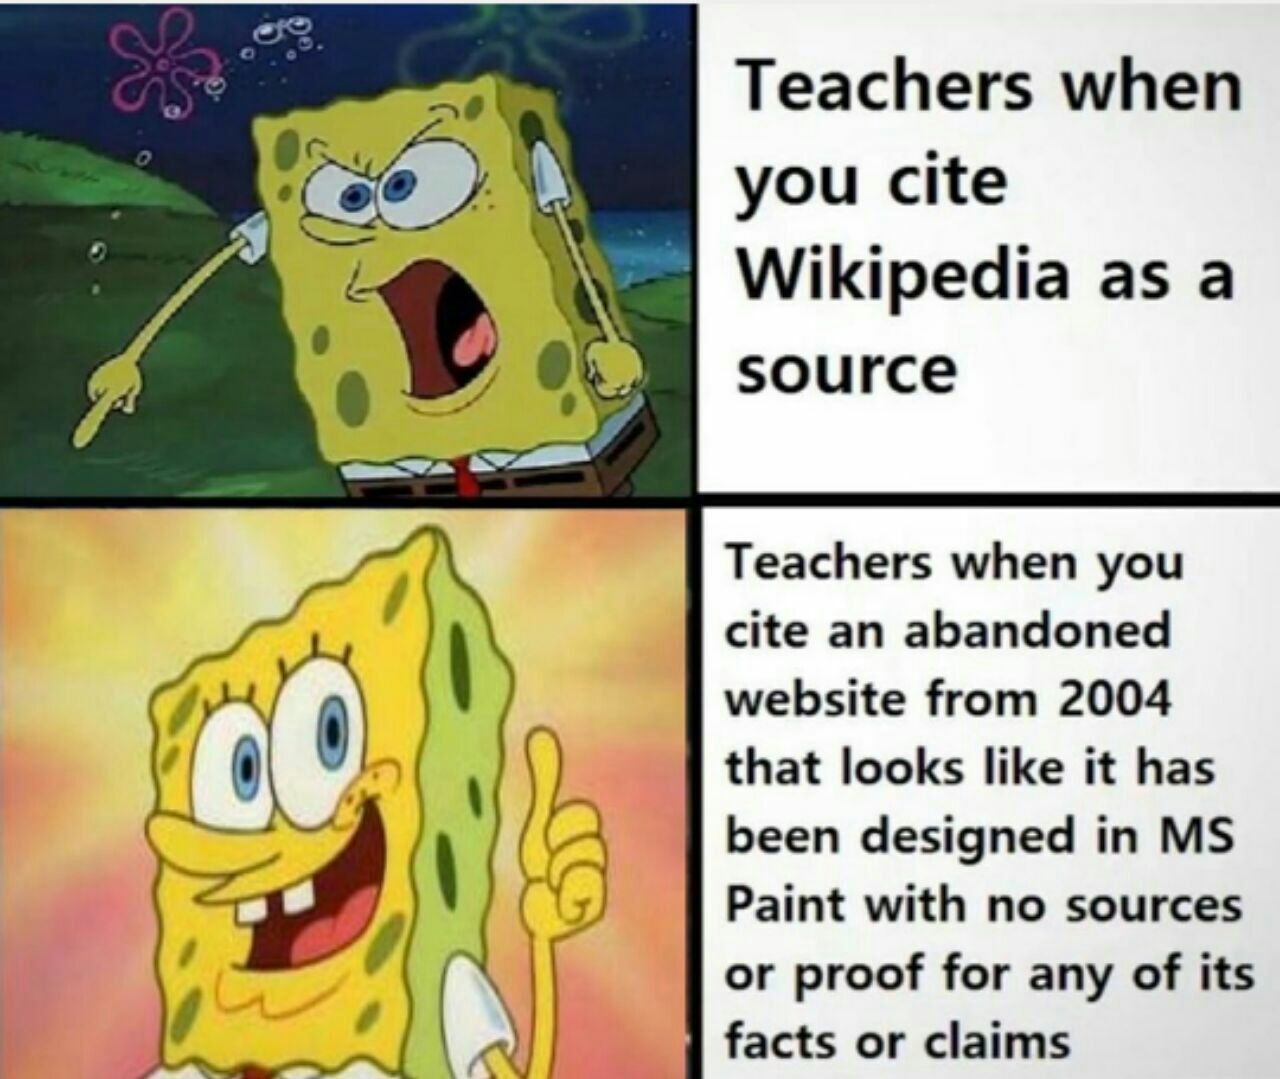 Teachers when
you cite
Wikipedia as a
source
Teachers when you
cite an abandoned
website from 2004
that looks like it has
been designed in MS
Paint with no sources
or proof for any of its
facts or claims